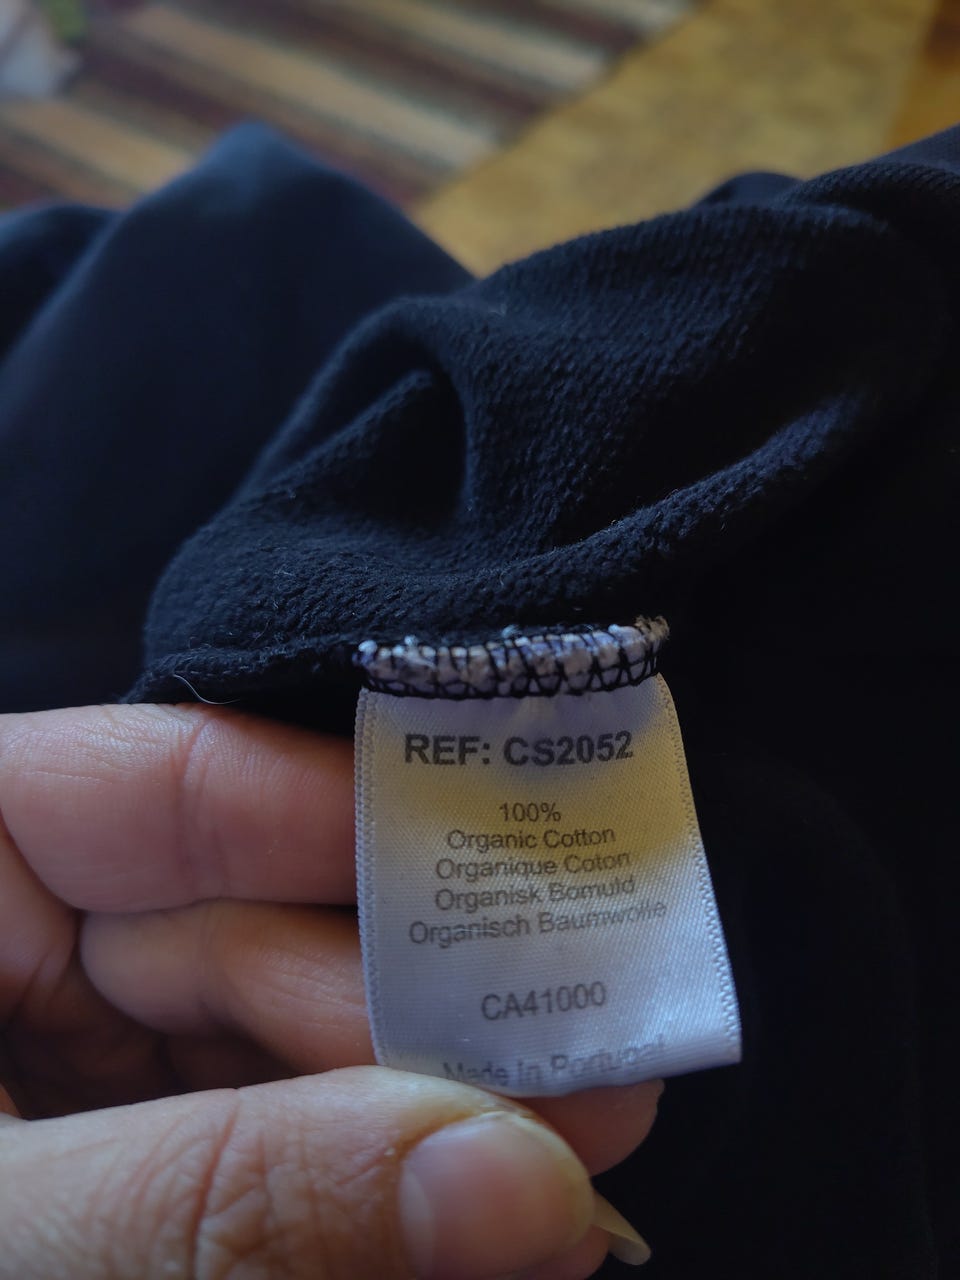 REF: CS2052
100%
Organic Cotton
Organique Coton
Organisk Bomuld
Organisch Baumwolle
CA41000
Made In Portugal